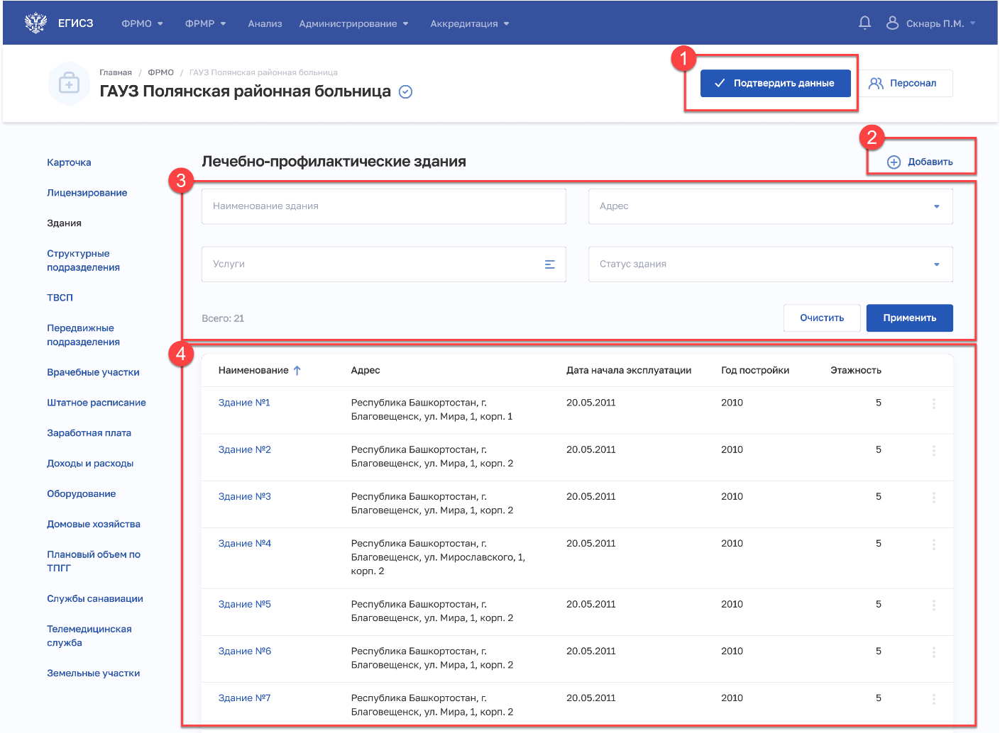 ЕГИСЗ ФРМО ФРМР Анализ Администрирование Аккредитация Скнарь П.М.
1
Главная / ФРМО / ГАУЗ Полянская районная больница
ГАУЗ Полянская районная больница
Подтвердить данные
Персонал
2
Карточка
Лицензирование
Здания
Структурные
подразделения
ТВСП
Передвижные
подразделения
Врачебные участки
Штатное расписание
Заработная плата
Доходы и расходы
Оборудование
Домовые хозяйства
Плановый объем по
ТПГГ
Службы санавиации
Телемедицинская
служба
Земельные участки
Лечебно-профилактические здания
Добавить
3
Наименование здания
Адрес
Услуги
Статус здания
Всего: 21
Очистить
Применить
4
Наименование Адрес Дата начала эксплуатации Год постройки Этажность
Здание №1 Республика Башкортостан, г. 20.05.2011 2010 5
Благовещенск, ул. Мира, 1, корп. 1
Здание №2 Республика Башкортостан, г. 20.05.2011 2010 5
Благовещенск, ул. Мира, 1, корп. 2
Здание №3 Республика Башкортостан, г. 20.05.2011 2010 5
Благовещенск, ул. Мира, 1, корп. 2
Здание №4 Республика Башкортостан, г. 20.05.2011 2010 5
Благовещенск, ул. Мирославского, 1,
корп. 2
Здание №5 Республика Башкортостан, г. 20.05.2011 2010 5
Благовещенск, ул. Мира, 1, корп. 2
Здание №6 Республика Башкортостан, г. 20.05.2011 2010 5
Благовещенск, ул. Мира, 1, корп. 2
Здание №7 Республика Башкортостан, г. 20.05.2011 2010 5
Благовещенск, ул. Мира, 1, корп. 2